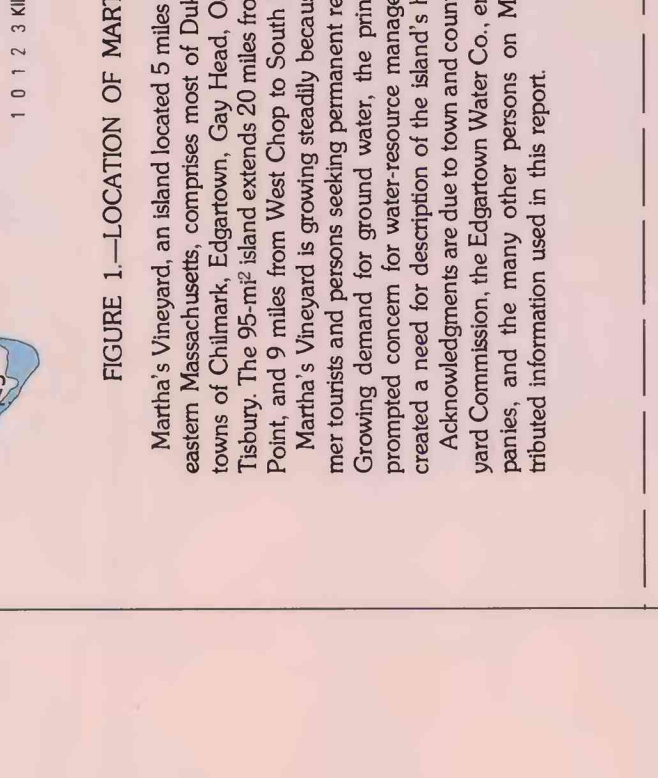 1 0 1 2 3 KI
FIGURE 1.—LOCATION OF MART
Martha's Vineyard, an island located 5 miles
eastern Massachusetts, comprises most of Duk
towns of Chilmark, Edgartown, Gay Head, O
Tisbury. The 95-mi² island extends 20 miles fro
Point, and 9 miles from West Chop to South
Martha's Vineyard is growing steadily becaus
mer tourists and persons seeking permanent re
Growing demand for ground water, the prin
prompted concern for water-resource manage
created a need for description of the island's h
Acknowledgments are due to town and coun
yard Commission, the Edgartown Water Co., en
panies, and the many other persons on M
tributed information used in this report.